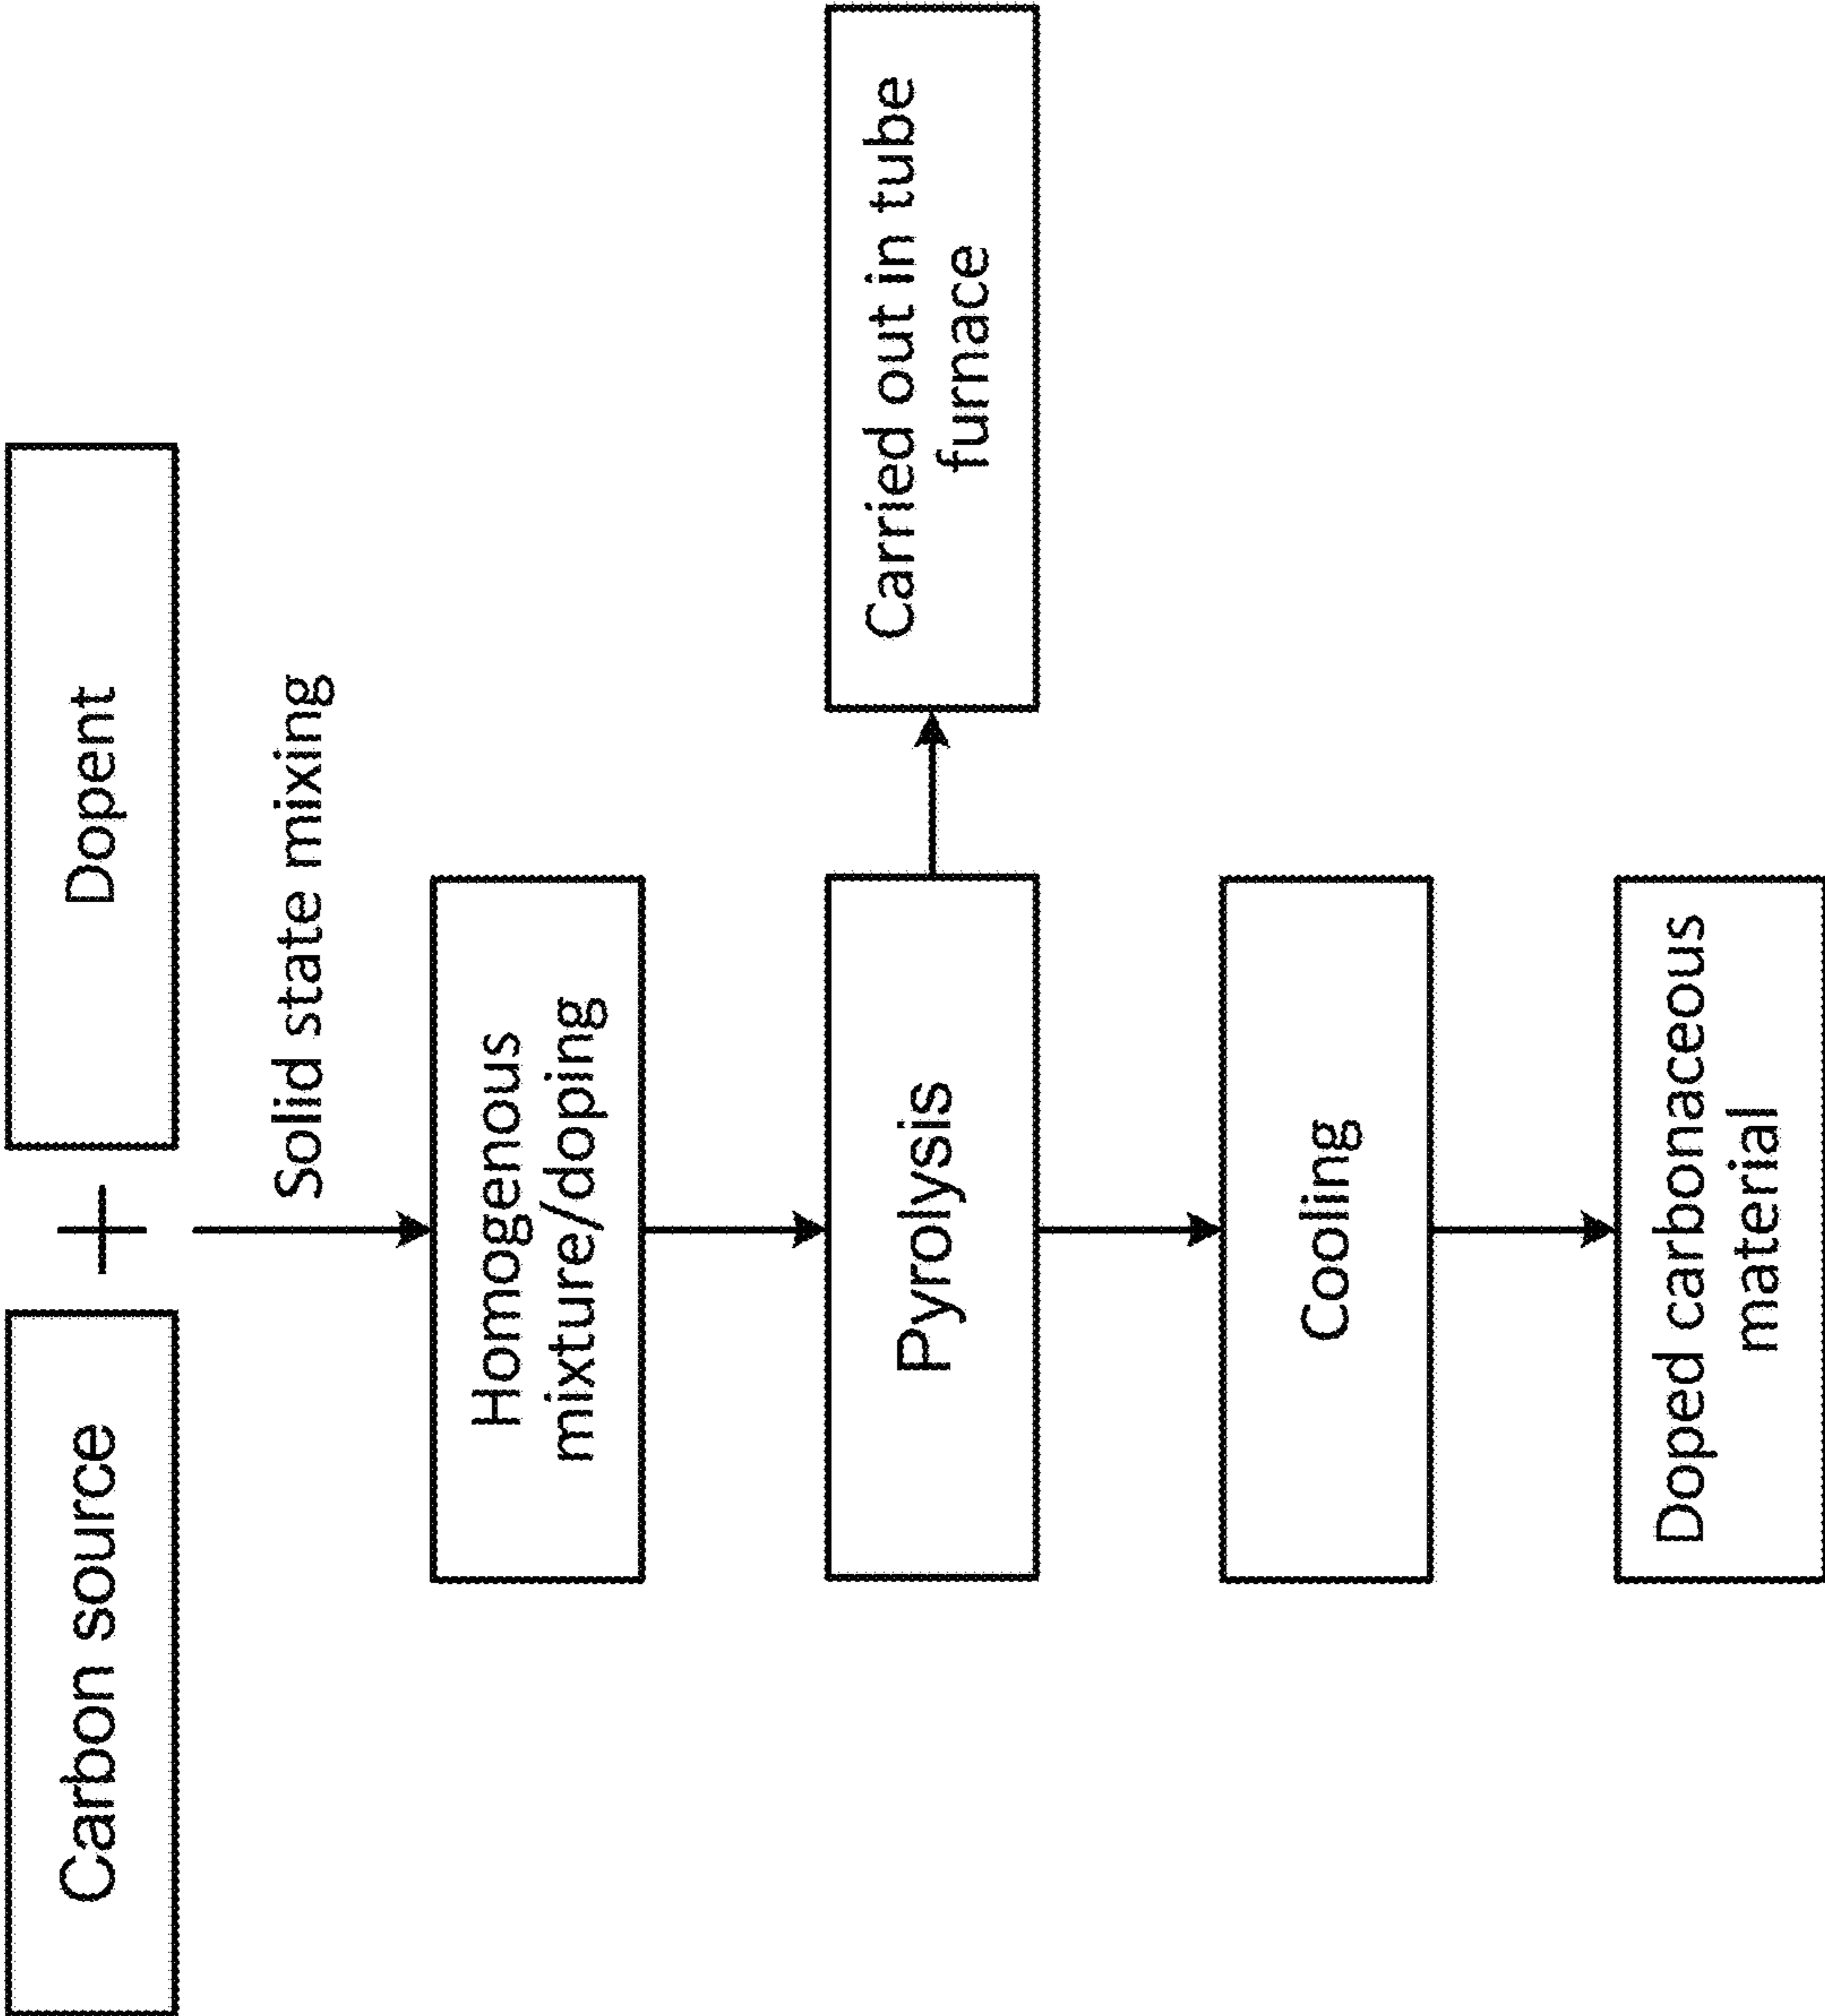 Carbon source
+
Dopent
Solid state mixing
Homogenous
mixture/doping
Pyrolysis
Carried out in tube
furnace
Cooling
Doped carbonaceous
material